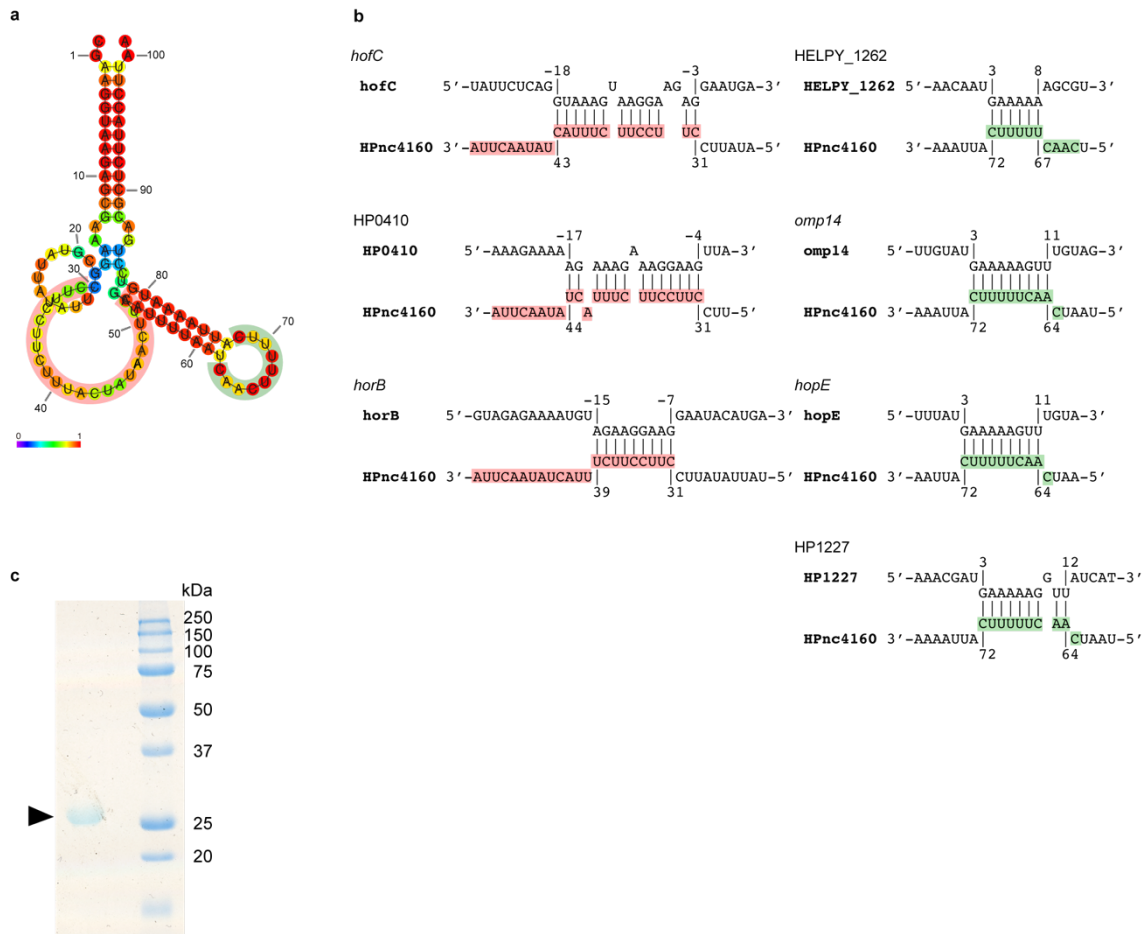 a
b
1
100
10
90
20
30
80
50
60
70
40
0 1
hofC
-18 U AG -3
hofC 5’-UAUUCUCAG GAAUGA-3’
GUAAAG AAGGA AG
CAUUUC UUCCU UC
HPnc4160 3’-AUUCAAUAU CUUAUA-5’
43 31
HP0410
-17 A -4
HP0410 5’-AAAGAAAA UUA-3’
AG AAAG AAGGAAG
UC UUUC UUCCUUC
HPnc4160 3’-AUUCAAUA A CUU-5’
44 31
horB
-15 -7
horB 5’-GUAGAGAAAAUGU GAAUACAUGA-3’
AGAAGGAAG
UCUUCCUUC
HPnc4160 3’-AUUCAAUAUCAUU CUUAUAUUAU-5’
39 31
HELPY_1262
3 8
HELPY_1262 5’-AACAAU AGCGU-3’
GAAAAA
CUUUUU
HPnc4160 3’-AAAUUA CAACU-5’
72 67
omp14
3 11
omp14 5’-UUGUAU UGUAG-3’
GAAAAAGUU
CUUUUUCAA
HPnc4160 3’-AAAUUA CUAAU-5’
72 64
hopE
3 11
hopE 5’-UUUAU UGUA-3’
GAAAAAGUU
CUUUUUCAA
HPnc4160 3’-AAUUA CUAA-5’
72 64
HP1227
3 G 12
HP1227 5’-AAACGAU AUCAU-3’
GAAAAAG UU
CUUUUUC AA
HPnc4160 3’-AAAAUUA CUAAU-5’
72 64
c
kDa
250
150
100
75
50
37
25
20